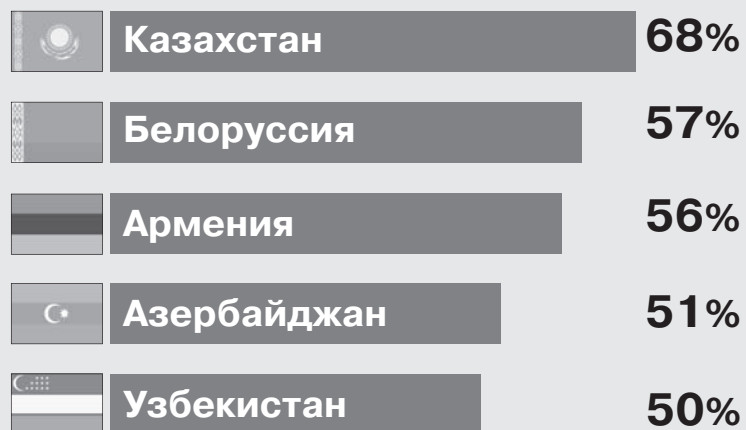 Казахстан 68%
Белоруссия 57%
Армения 56%
Азербайджан 51%
Узбекистан 50%